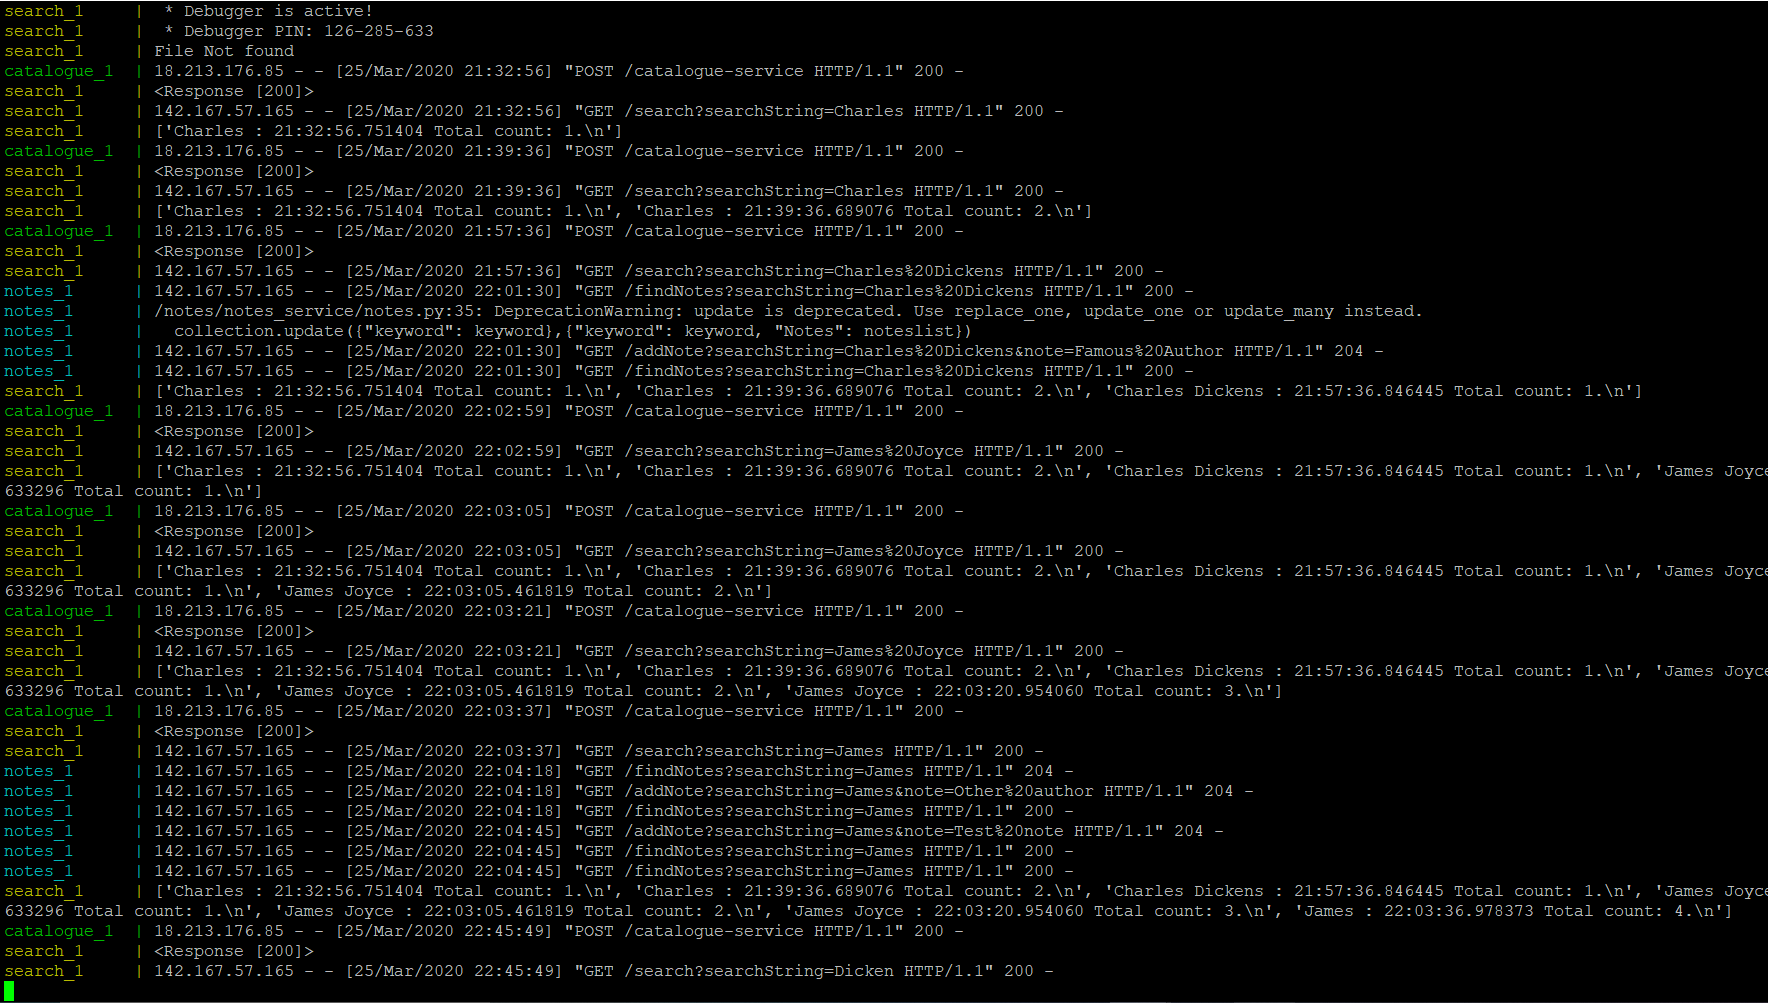 search_1     |  * Debugger is active!
search_1     |  * Debugger PIN: 126-285-633
search_1     | File Not found
catalogue_1  | 18.213.176.85 - - [25/Mar/2020 21:32:56] "POST /catalogue-service HTTP/1.1" 200 -
search_1     | <Response [200]>
search_1     | 142.167.57.165 - - [25/Mar/2020 21:32:56] "GET /search?searchString=Charles HTTP/1.1" 200 -
search_1     | ['Charles : 21:32:56.751404 Total count: 1.\n']
catalogue_1  | 18.213.176.85 - - [25/Mar/2020 21:39:36] "POST /catalogue-service HTTP/1.1" 200 -
search_1     | <Response [200]>
search_1     | 142.167.57.165 - - [25/Mar/2020 21:39:36] "GET /search?searchString=Charles HTTP/1.1" 200 -
search_1     | ['Charles : 21:32:56.751404 Total count: 1.\n', 'Charles : 21:39:36.689076 Total count: 2.\n']
catalogue_1  | 18.213.176.85 - - [25/Mar/2020 21:57:36] "POST /catalogue-service HTTP/1.1" 200 -
search_1     | <Response [200]>
search_1     | 142.167.57.165 - - [25/Mar/2020 21:57:36] "GET /search?searchString=Charles%20Dickens HTTP/1.1" 200 -
notes_1      | 142.167.57.165 - - [25/Mar/2020 22:01:30] "GET /findNotes?searchString=Charles%20Dickens HTTP/1.1" 200 -
notes_1      | /notes/notes_service/notes.py:35: DeprecationWarning: update is deprecated. Use replace_one, update_one or update_many instead.
notes_1      |   collection.update({"keyword": keyword},{"keyword": keyword, "Notes": noteslist})
notes_1      | 142.167.57.165 - - [25/Mar/2020 22:01:30] "GET /addNote?searchString=Charles%20Dickens&note=Famous%20Author HTTP/1.1" 204 -
notes_1      | 142.167.57.165 - - [25/Mar/2020 22:01:30] "GET /findNotes?searchString=Charles%20Dickens HTTP/1.1" 200 -
search_1     | ['Charles : 21:32:56.751404 Total count: 1.\n', 'Charles : 21:39:36.689076 Total count: 2.\n', 'Charles Dickens : 21:57:36.846445 Total count: 1.\n']
catalogue_1  | 18.213.176.85 - - [25/Mar/2020 22:02:59] "POST /catalogue-service HTTP/1.1" 200 -
search_1     | <Response [200]>
search_1     | 142.167.57.165 - - [25/Mar/2020 22:02:59] "GET /search?searchString=James%20Joyce HTTP/1.1" 200 -
search_1     | ['Charles : 21:32:56.751404 Total count: 1.\n', 'Charles : 21:39:36.689076 Total count: 2.\n', 'Charles Dickens : 21:57:36.846445 Total count: 1.\n', 'James Joyce
633296 Total count: 1.\n']
catalogue_1  | 18.213.176.85 - - [25/Mar/2020 22:03:05] "POST /catalogue-service HTTP/1.1" 200 -
search_1     | <Response [200]>
search_1     | 142.167.57.165 - - [25/Mar/2020 22:03:05] "GET /search?searchString=James%20Joyce HTTP/1.1" 200 -
search_1     | ['Charles : 21:32:56.751404 Total count: 1.\n', 'Charles : 21:39:36.689076 Total count: 2.\n', 'Charles Dickens : 21:57:36.846445 Total count: 1.\n', 'James Joyce
633296 Total count: 1.\n', 'James Joyce : 22:03:05.461819 Total count: 2.\n']
catalogue_1  | 18.213.176.85 - - [25/Mar/2020 22:03:21] "POST /catalogue-service HTTP/1.1" 200 -
search_1     | <Response [200]>
search_1     | 142.167.57.165 - - [25/Mar/2020 22:03:21] "GET /search?searchString=James%20Joyce HTTP/1.1" 200 -
search_1     | ['Charles : 21:32:56.751404 Total count: 1.\n', 'Charles : 21:39:36.689076 Total count: 2.\n', 'Charles Dickens : 21:57:36.846445 Total count: 1.\n', 'James Joyce
633296 Total count: 1.\n', 'James Joyce : 22:03:05.461819 Total count: 2.\n', 'James Joyce : 22:03:20.954060 Total count: 3.\n']
catalogue_1  | 18.213.176.85 - - [25/Mar/2020 22:03:37] "POST /catalogue-service HTTP/1.1" 200 -
search_1     | <Response [200]>
search_1     | 142.167.57.165 - - [25/Mar/2020 22:03:37] "GET /search?searchString=James HTTP/1.1" 200 -
notes_1      | 142.167.57.165 - - [25/Mar/2020 22:04:18] "GET /findNotes?searchString=James HTTP/1.1" 204 -
notes_1      | 142.167.57.165 - - [25/Mar/2020 22:04:18] "GET /addNote?searchString=James&note=Other%20author HTTP/1.1" 204 -
notes_1      | 142.167.57.165 - - [25/Mar/2020 22:04:18] "GET /findNotes?searchString=James HTTP/1.1" 200 -
notes_1      | 142.167.57.165 - - [25/Mar/2020 22:04:45] "GET /addNote?searchString=James&note=Test%20note HTTP/1.1" 204 -
notes_1      | 142.167.57.165 - - [25/Mar/2020 22:04:45] "GET /findNotes?searchString=James HTTP/1.1" 200 -
notes_1      | 142.167.57.165 - - [25/Mar/2020 22:04:45] "GET /findNotes?searchString=James HTTP/1.1" 200 -
search_1     | ['Charles : 21:32:56.751404 Total count: 1.\n', 'Charles : 21:39:36.689076 Total count: 2.\n', 'Charles Dickens : 21:57:36.846445 Total count: 1.\n', 'James Joyce
633296 Total count: 1.\n', 'James Joyce : 22:03:05.461819 Total count: 2.\n', 'James Joyce : 22:03:20.954060 Total count: 3.\n', 'James : 22:03:36.978373 Total count: 4.\n']
catalogue_1  | 18.213.176.85 - - [25/Mar/2020 22:45:49] "POST /catalogue-service HTTP/1.1" 200 -
search_1     | <Response [200]>
search_1     | 142.167.57.165 - - [25/Mar/2020 22:45:49] "GET /search?searchString=Dicken HTTP/1.1" 200 -